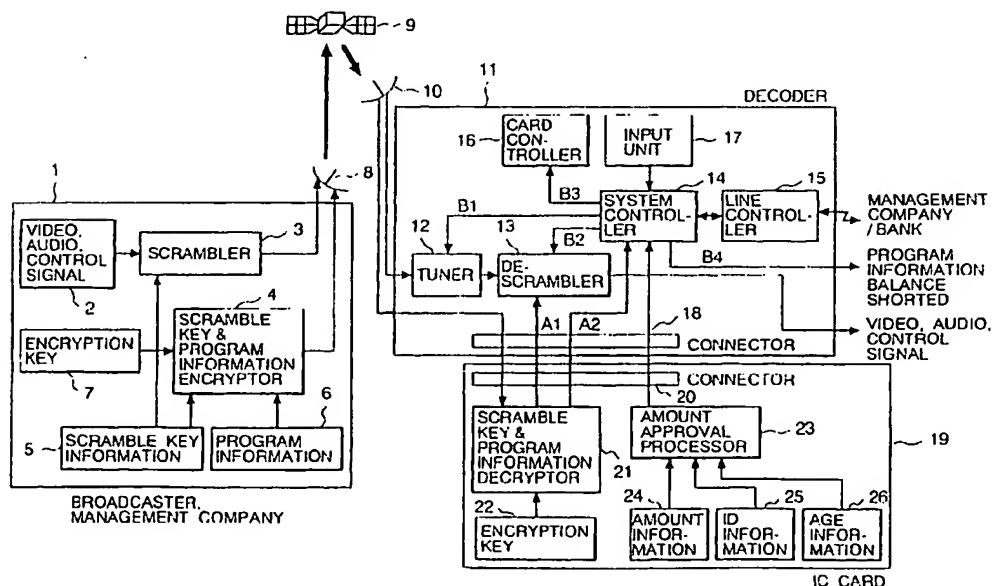 9
10
11
DECODER
16
CARD
CON-
TROLLER
INPUT
UNIT
17
8
1
VIDEO,
AUDIO,
CONTROL
SIGNAL
2
SCRAMBLER
3
B3
14
SYSTEM
CONTROL-
LER
15
LINE
CONTROL-
LER
MANAGEMENT
COMPANY
/ BANK
B1
B2
B4
12
TUNER
13
DE-
SCRAMBLER
PROGRAM
INFORMATION
BALANCE
SHORTED
4
SCRAMBLE
KEY &
PROGRAM
INFORMATION
ENCRYPTOR
ENCRYPTION
KEY
7
A1
A2
18
CONNECTOR
VIDEO, AUDIO,
CONTROL
SIGNAL
CONNECTOR
20
5
SCRAMBLE KEY
INFORMATION
6
PROGRAM
INFORMATION
BROADCASTER,
MANAGEMENT COMPANY
SCRAMBLE
KEY &
PROGRAM
INFORMATION
DECRYPTOR
21
AMOUNT
APPROVAL
PROCESSOR
23
19
22
ENCRYPTION
KEY
24
AMOUNT
INFOR-
MATION
25
ID
INFOR-
MATION
26
AGE
INFOR-
MATION
IC CARD